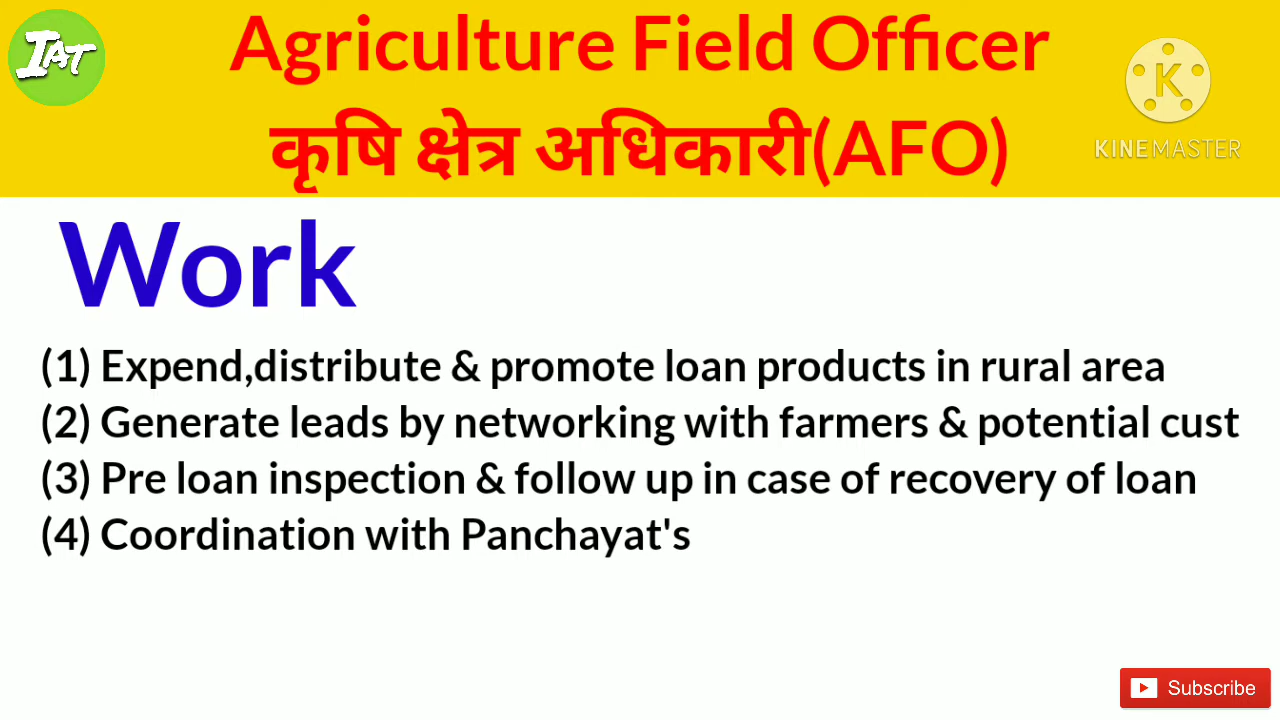 IAT
Agriculture Field Officer
कृषि क्षेत्र अधिकारी(AFO)
K
KINEMASTER
Work
(1) Expend,distribute & promote loan products in rural area
(2) Generate leads by networking with farmers & potential cust
(3) Pre loan inspection & follow up in case of recovery of loan
(4) Coordination with Panchayat's
Subscribe